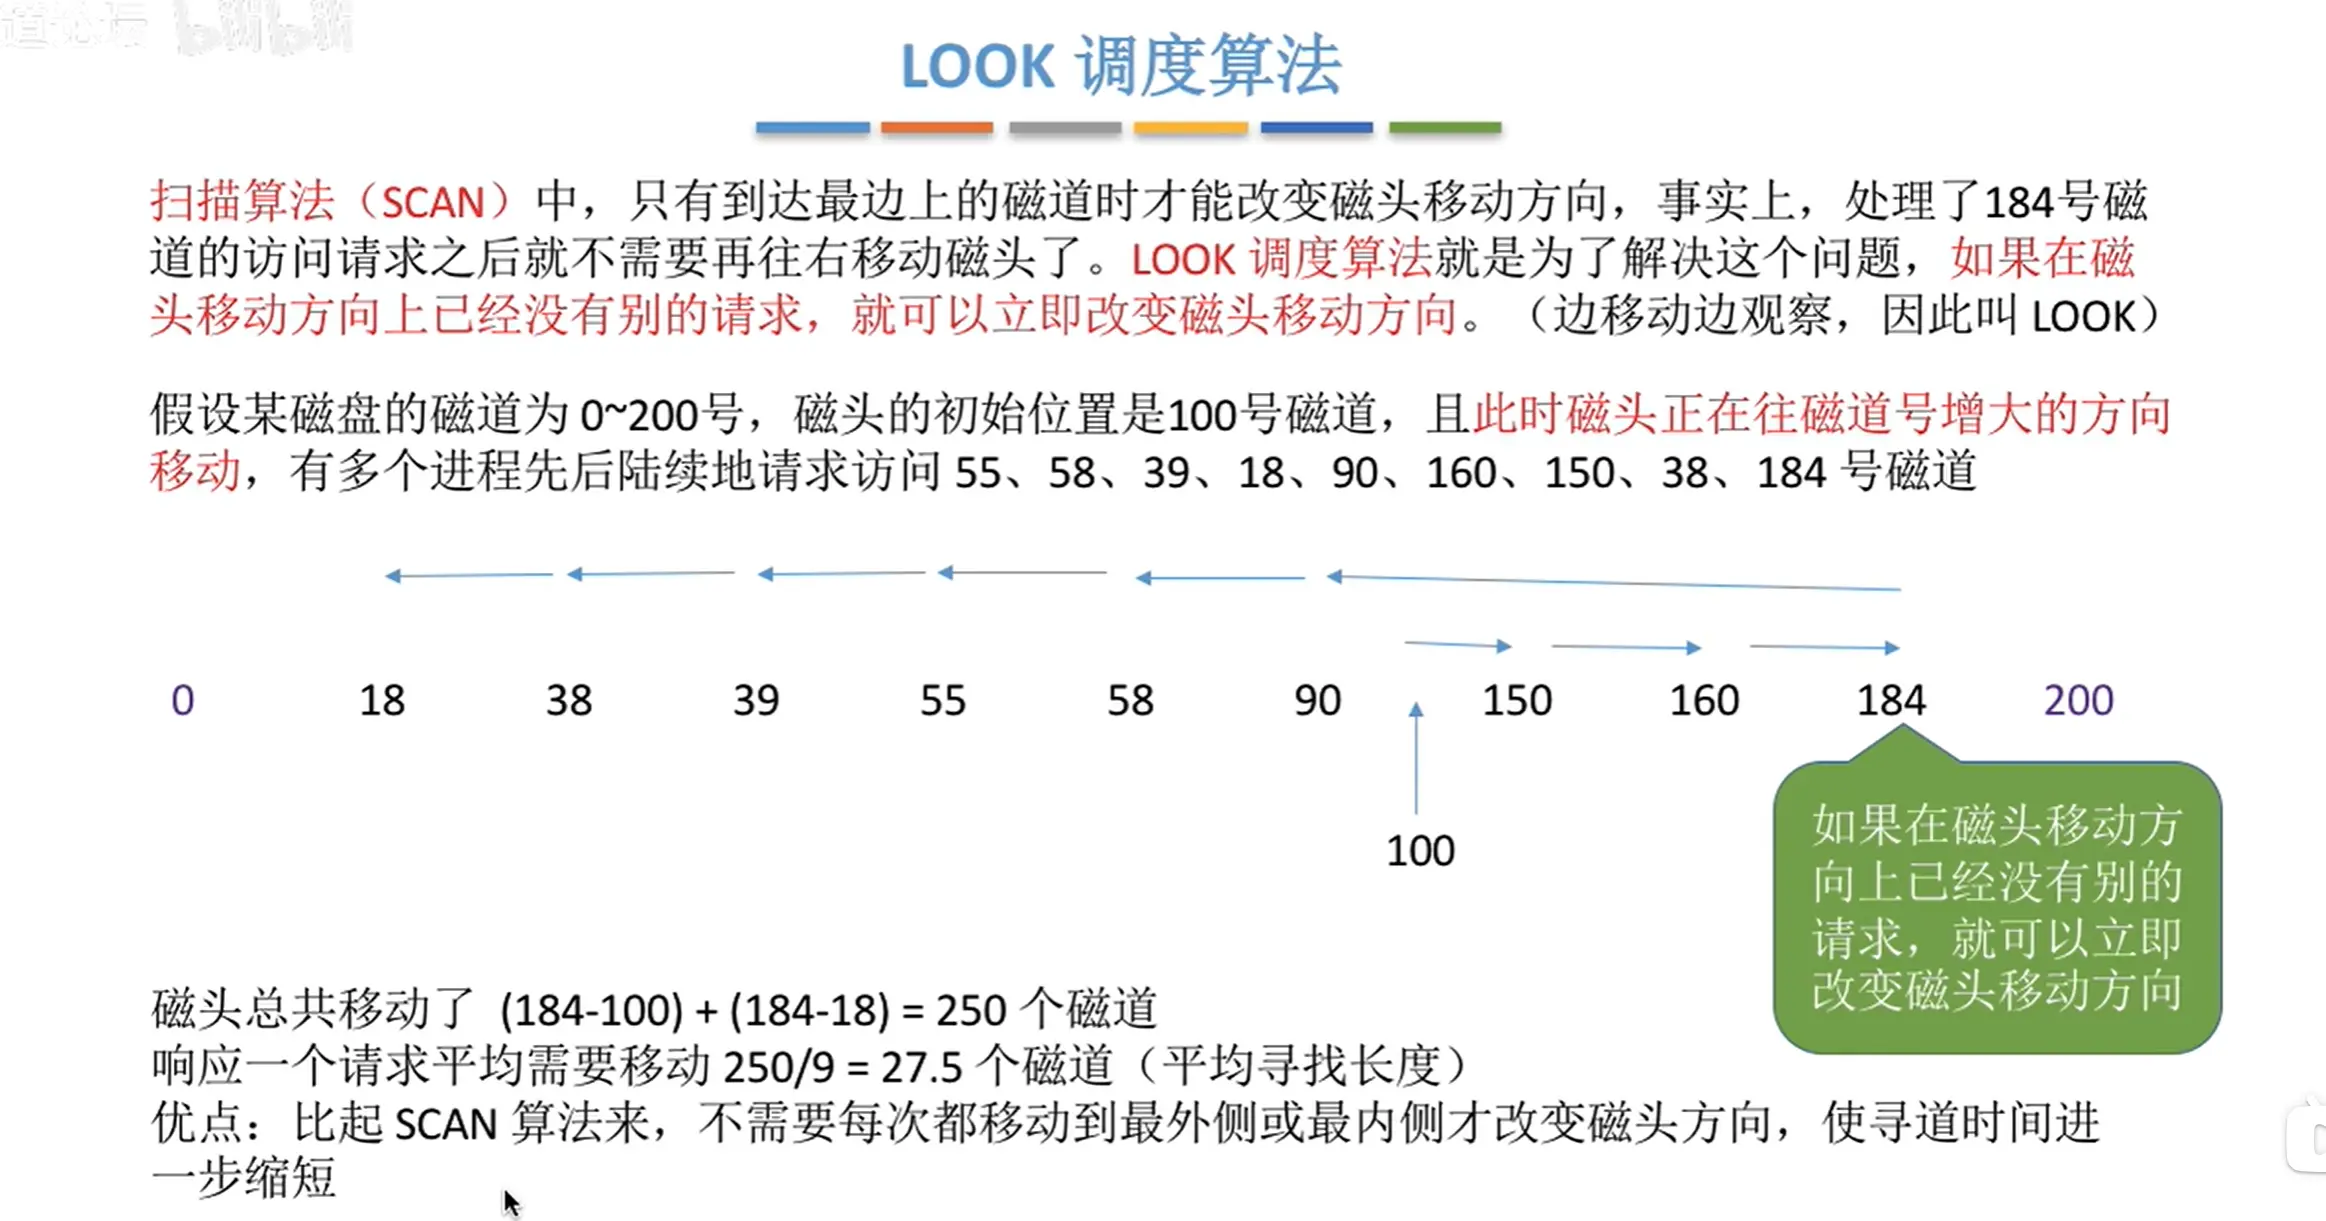 bilibili
LOOK 调度算法
扫描算法（SCAN）中，只有到达最边上的磁道时才能改变磁头移动方向，事实上，处理了184号磁
道的访问请求之后就不需要再往右移动磁头了。LOOK 调度算法就是为了解决这个问题，如果在磁
头移动方向上已经没有别的请求，就可以立即改变磁头移动方向。（边移动边观察，因此叫 LOOK）
假设某磁盘的磁道为 0~200号，磁头的初始位置是100号磁道，且此时磁头正在往磁道号增大的方向
移动，有多个进程先后陆续地请求访问 55、58、39、18、90、160、150、38、184 号磁道
0 18 38 39 55 58 90 150 160 184 200
100
如果在磁头移动方
向上已经没有别的
请求，就可以立即
改变磁头移动方向
磁头总共移动了 (184-100) + (184-18) = 250 个磁道
响应一个请求平均需要移动 250/9 = 27.5 个磁道（平均寻找长度）
优点：比起 SCAN 算法来，不需要每次都移动到最外侧或最内侧才改变磁头方向，使寻道时间进
一步缩短